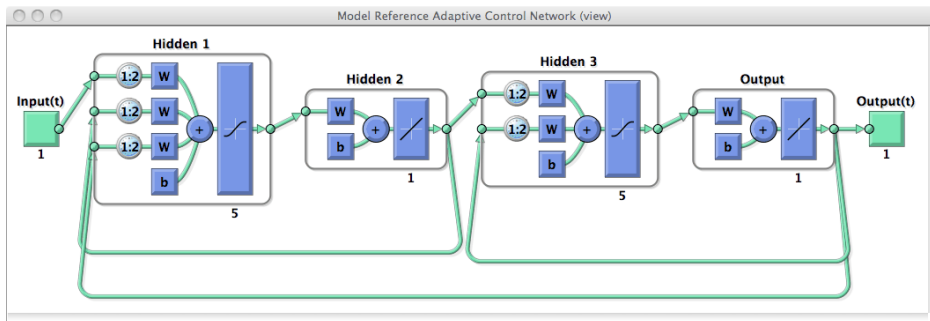 Model Reference Adaptive Control Network (view)
Input(t)
1
Hidden 1
1:2 W
1:2 W
1:2 W
b
+
5
Hidden 2
W
b
+
1
Hidden 3
1:2 W
1:2 W
b
+
5
Output
W
b
+
1
Output(t)
1